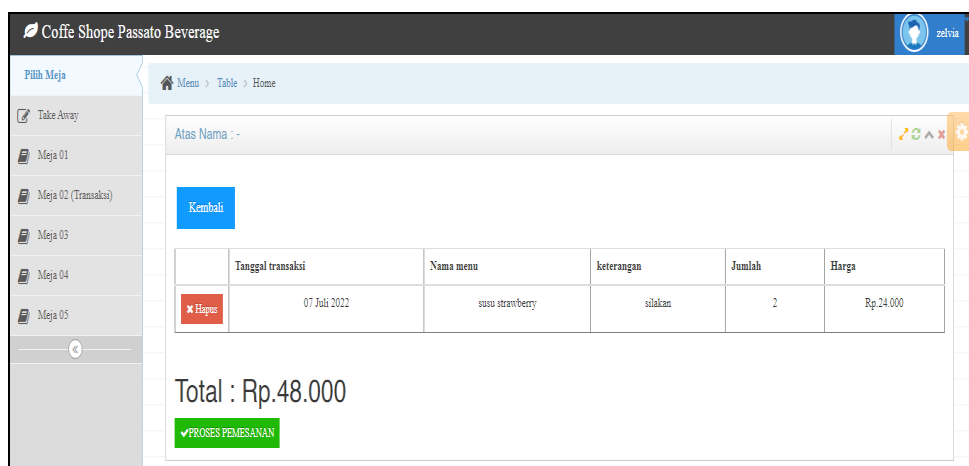 Coffe Shope Passato Beverage
zelvia
Pilih Meja
Take Away
Meja 01
Meja 02 (Transaksi)
Meja 03
Meja 04
Meja 05
Menu > Table > Home
Atas Nama : -
Kembali
Tanggal transaksi Nama menu keterangan Jumlah Harga
Hapus 07 Juli 2022 susu strawberry silakan 2 Rp.24.000
Total : Rp.48.000
PROSES PEMESANAN